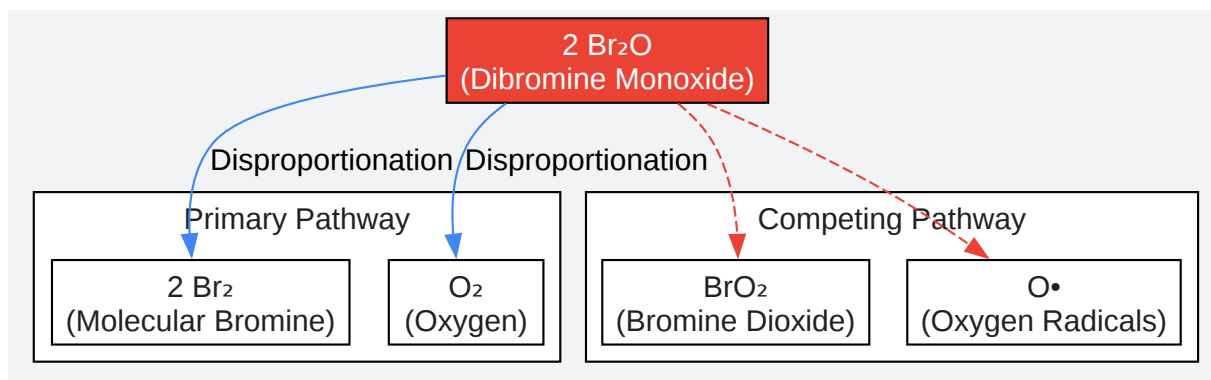 2 Br₂O
(Dibromine Monoxide)
Disproportionation
Disproportionation
Primary Pathway
Competing Pathway
2 Br₂
(Molecular Bromine)
O₂
(Oxygen)
BrO₂
(Bromine Dioxide)
O•
(Oxygen Radicals)